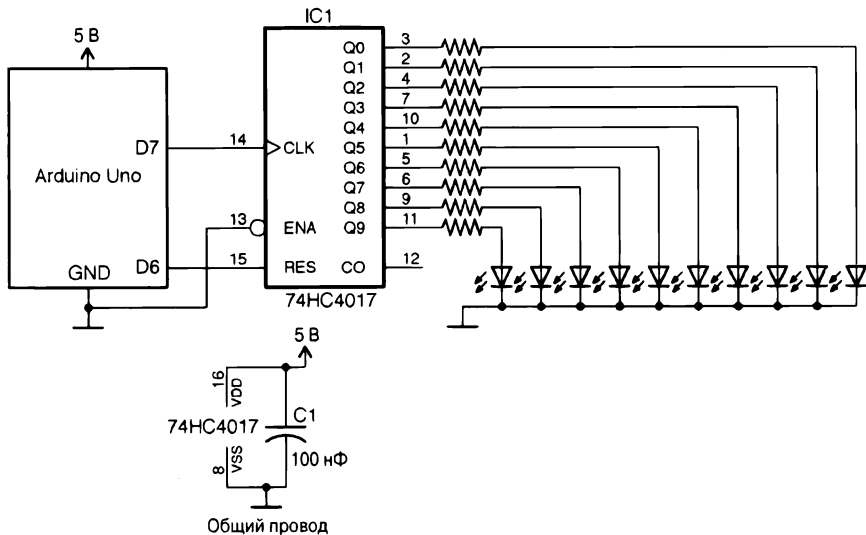 IC1
5 В
Arduino Uno
D7
D6
GND
14
13
15
CLK
ENA
RES
Q0
Q1
Q2
Q3
Q4
Q5
Q6
Q7
Q8
Q9
CO
3
2
4
7
10
1
5
6
9
11
12
74HC4017
5 В
16
VDD
74HC4017
C1
100 нФ
8
VSS
Общий провод